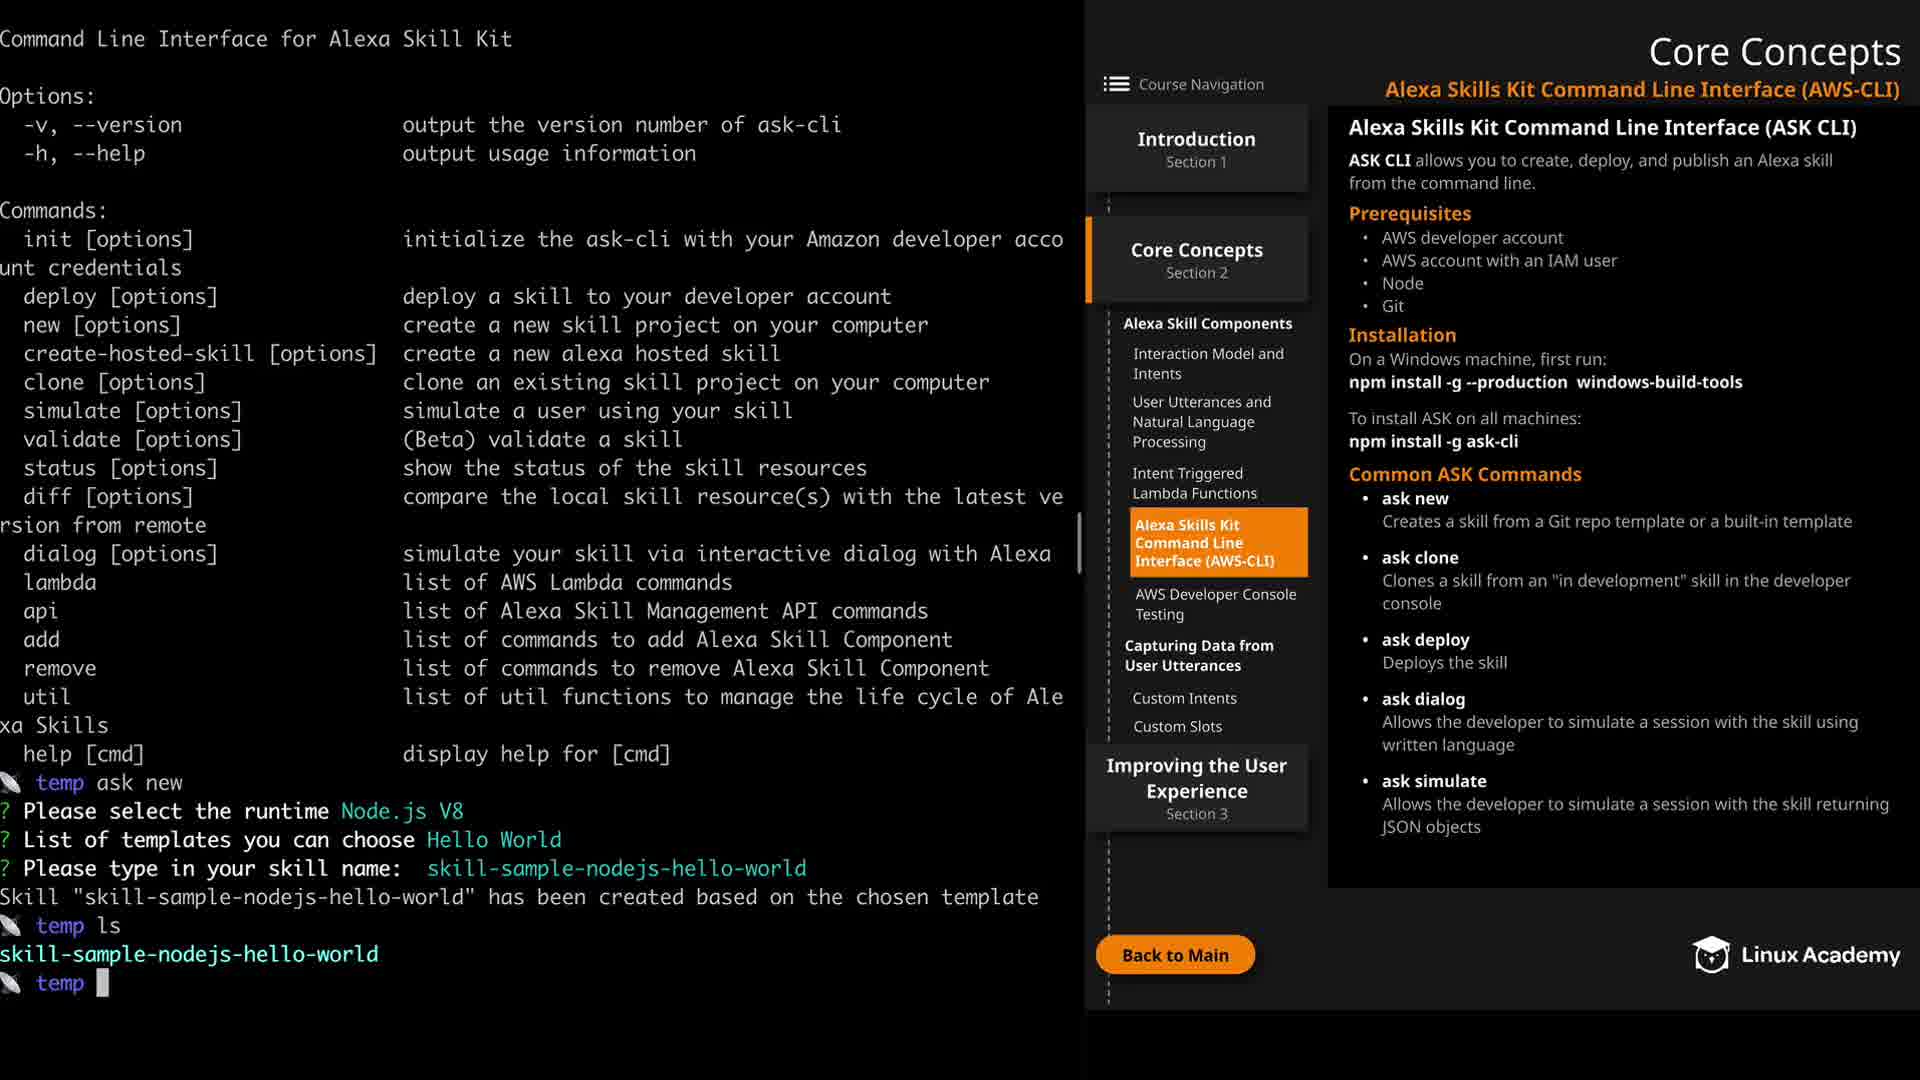 Command Line Interface for Alexa Skill Kit
Options:
-v, --version output the version number of ask-cli
-h, --help output usage information
Commands:
init [options] initialize the ask-cli with your Amazon developer acco
unt credentials
deploy [options] deploy a skill to your developer account
new [options] create a new skill project on your computer
create-hosted-skill [options] create a new alexa hosted skill
clone [options] clone an existing skill project on your computer
simulate [options] simulate a user using your skill
validate [options] (Beta) validate a skill
status [options] show the status of the skill resources
diff [options] compare the local skill resource(s) with the latest ve
rsion from remote
dialog [options] simulate your skill via interactive dialog with Alexa
lambda list of AWS Lambda commands
api list of Alexa Skill Management API commands
add list of commands to add Alexa Skill Component
remove list of commands to remove Alexa Skill Component
util list of util functions to manage the life cycle of Ale
xa Skills
help [cmd] display help for [cmd]
temp ask new
? Please select the runtime Node.js V8
? List of templates you can choose Hello World
? Please type in your skill name: skill-sample-nodejs-hello-world
Skill "skill-sample-nodejs-hello-world" has been created based on the chosen template
temp ls
skill-sample-nodejs-hello-world
temp
Core Concepts
Alexa Skills Kit Command Line Interface (AWS-CLI)
Course Navigation
Introduction
Section 1
Core Concepts
Section 2
Alexa Skill Components
Interaction Model and
Intents
User Utterances and
Natural Language
Processing
Intent Triggered
Lambda Functions
Alexa Skills Kit
Command Line
Interface (AWS-CLI)
AWS Developer Console
Testing
Capturing Data from
User Utterances
Custom Intents
Custom Slots
Improving the User
Experience
Section 3
Back to Main
Alexa Skills Kit Command Line Interface (ASK CLI)
ASK CLI allows you to create, deploy, and publish an Alexa skill
from the command line.
Prerequisites
• AWS developer account
• AWS account with an IAM user
• Node
• Git
Installation
On a Windows machine, first run:
npm install -g --production windows-build-tools
To install ASK on all machines:
npm install -g ask-cli
Common ASK Commands
• ask new
Creates a skill from a Git repo template or a built-in template
• ask clone
Clones a skill from an "in development" skill in the developer
console
• ask deploy
Deploys the skill
• ask dialog
Allows the developer to simulate a session with the skill using
written language
• ask simulate
Allows the developer to simulate a session with the skill returning
JSON objects
Linux Academy